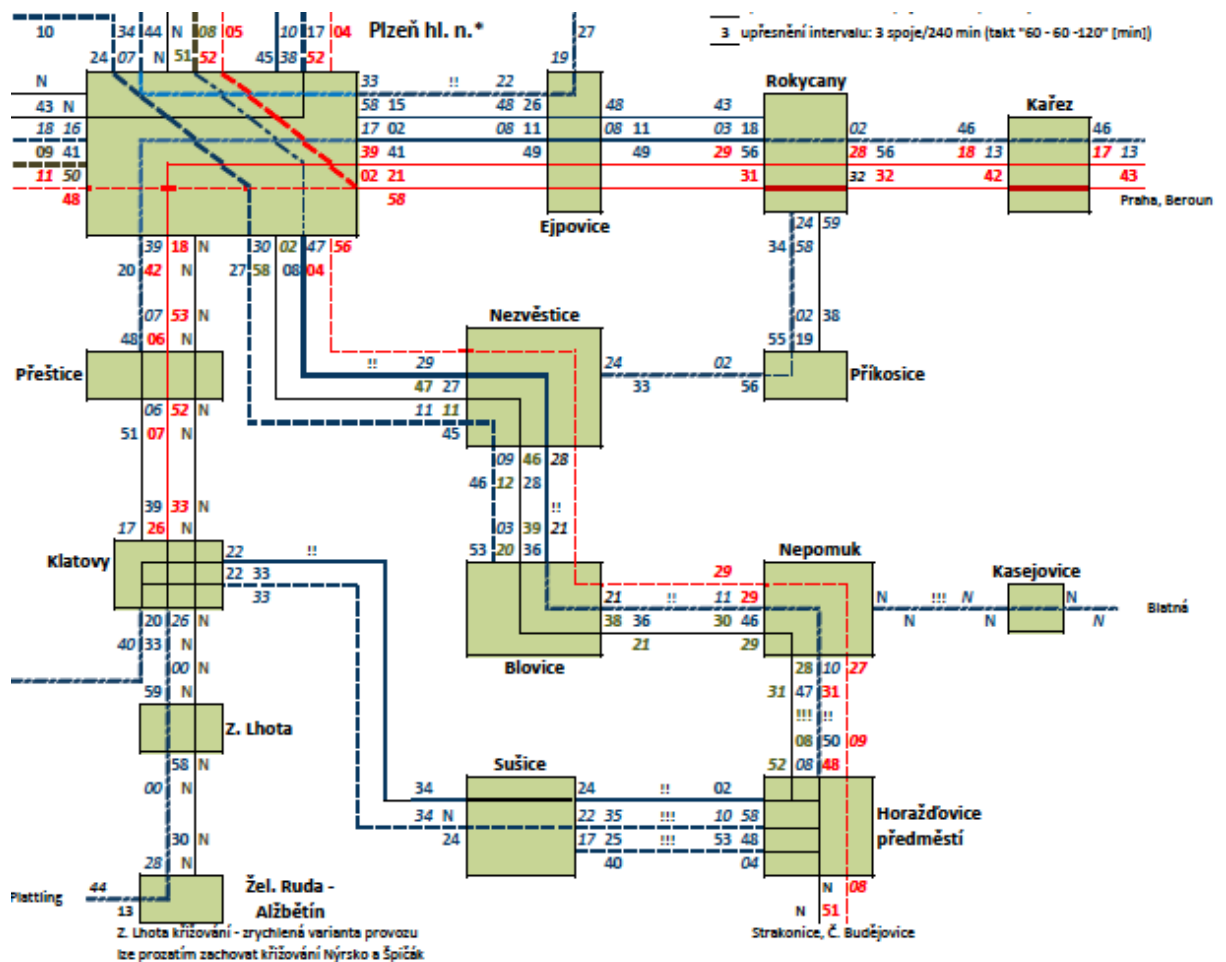 10 34 44 N 08 05 10 17 04 Plzeň hl. n.* 27 3 upřesnění intervalu: 3 spoje/240 min (takt "60 - 60 -120" [min])
24 07 N 51 52 45 38 52 19
N 33 !! 22 Rokycany Kařez
43 N 58 15 48 26 48 43
18 16 17 02 08 11 08 11 03 18 02 46 46
09 41 39 41 49 49 29 56 28 56 18 13 17 13
11 50 02 21 31 32 32 42 43
48 58 Praha, Beroun
Ejpovice
39 18 N 30 02 47 56 24 59
20 42 N 27 58 08 04 34 58
07 53 N Nezvěstice 02 38
48 06 N 55 19
Přeštice !! 29 24 02 Příkosice
47 27 33 56
06 52 N 11 11
51 07 N 45
09 46 28
46 12 28
39 33 N !!
17 26 N 03 39 21
53 20 36
Klatovy 22 !! Nepomuk Kasejovice
22 33 29
33 21 !! 11 29 N !!! N N
20 26 N 38 36 30 46 N N N Blatná
40 33 N 21 29
00 N Blovice 28 10 27
59 N 31 47 31
!!! !!
Z. Lhota 08 50 09
58 N Sušice 52 08 48
00 N 34 24 !! 02
34 N 22 35 !!! 10 58 Horažďovice
30 N 24 17 25 !!! 53 48 předměstí
28 N 40 04
Plattling 44 Žel. Ruda - N 08
13 Alžbětín N 51
Z. Lhota křižování - zrychlená varianta provozu Strakonice, Č. Budějovice
lze prozatím zachovat křižování Nýrsko a Špičák